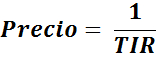 Precio = 1 / TIR